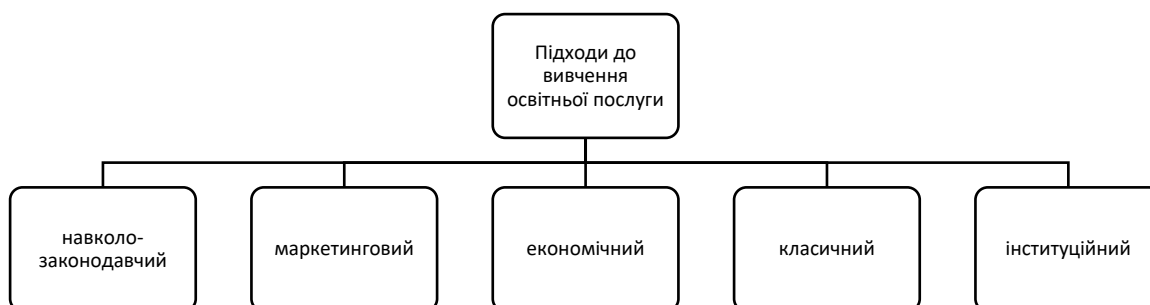 Підходи до
вивчення
освітньої послуги
навколо-
законодавчий
маркетинговий
економічний
класичний
інституційний